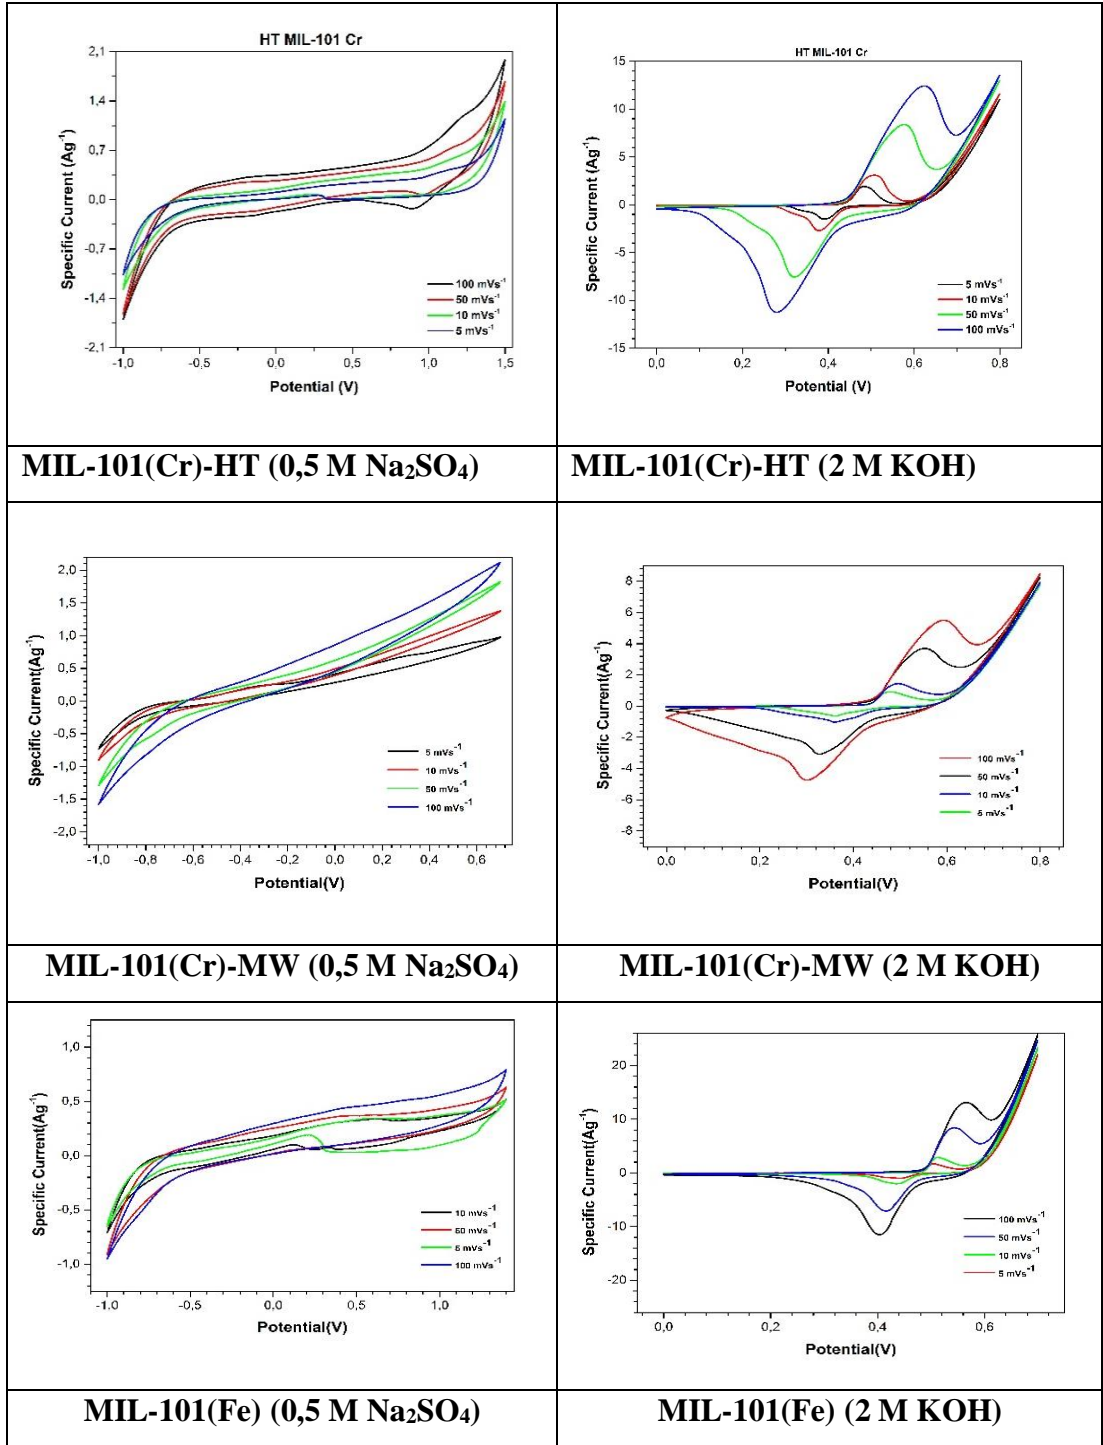 HT MIL-101 Cr
2,1
1,4
0,7
0,0
-0,7
-1,4
-2,1
-1,0
-0,5
0,0
0,5
1,0
1,5
Specific Current (Ag⁻¹)
Potential (V)
100 mVs⁻¹
50 mVs⁻¹
10 mVs⁻¹
5 mVs⁻¹
HT MIL-101 Cr
15
10
5
0
-5
-10
-15
0,0
0,2
0,4
0,6
0,8
Specific Current (Ag⁻¹)
Potential (V)
5 mVs⁻¹
10 mVs⁻¹
50 mVs⁻¹
100 mVs⁻¹
MIL-101(Cr)-HT (0,5 M Na₂SO₄)
MIL-101(Cr)-HT (2 M KOH)
2,0
1,5
1,0
0,5
0,0
-0,5
-1,0
-1,5
-2,0
-1,0
-0,8
-0,6
-0,4
-0,2
0,0
0,2
0,4
0,6
Specific Current(Ag⁻¹)
Potential(V)
5 mVs⁻¹
10 mVs⁻¹
50 mVs⁻¹
100 mVs⁻¹
8
6
4
2
0
-2
-4
-6
-8
0,0
0,2
0,4
0,6
0,8
Specific Current(Ag⁻¹)
Potential(V)
100 mVs⁻¹
50 mVs⁻¹
10 mVs⁻¹
5 mVs⁻¹
MIL-101(Cr)-MW (0,5 M Na₂SO₄)
MIL-101(Cr)-MW (2 M KOH)
1,0
0,5
0,0
-0,5
-1,0
-1,0
-0,5
0,0
0,5
1,0
Specific Current(Ag⁻¹)
Potential(V)
10 mVs⁻¹
50 mVs⁻¹
5 mVs⁻¹
100 mVs⁻¹
20
10
0
-10
-20
0,0
0,2
0,4
0,6
Specific Current(Ag⁻¹)
Potential(V)
100 mVs⁻¹
50 mVs⁻¹
10 mVs⁻¹
5 mVs⁻¹
MIL-101(Fe) (0,5 M Na₂SO₄)
MIL-101(Fe) (2 M KOH)